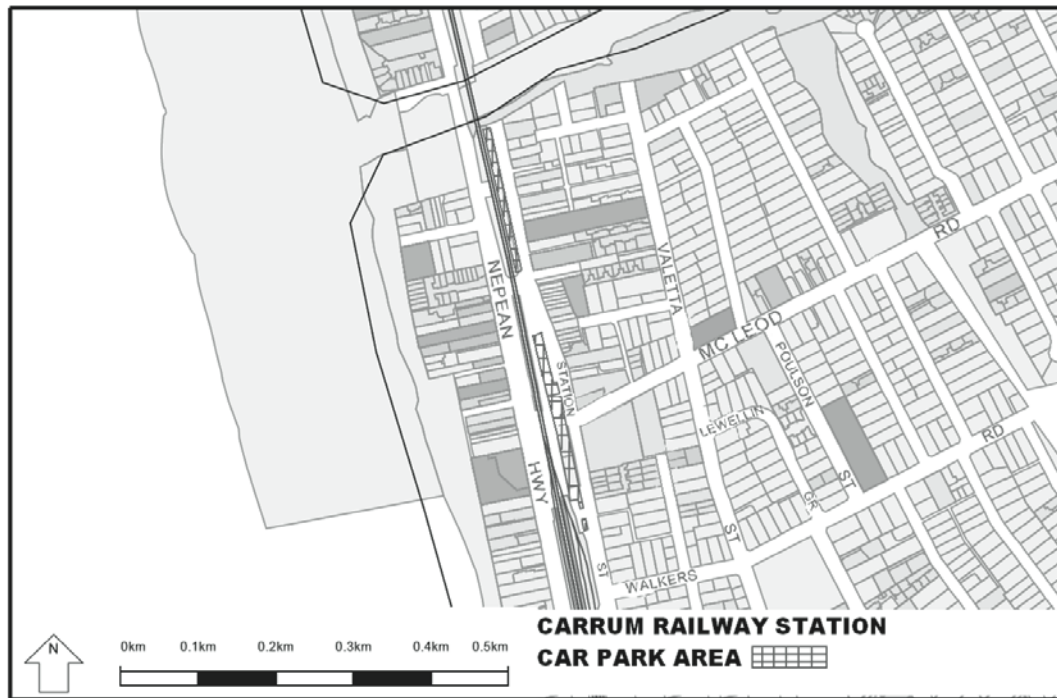 NEPEAN
HWY
STATION
ST
VALETTA
ST
MC LEOD
RD
POULSON
ST
LEWELLIN
CR
RD
WALKERS
N
0km 0.1km 0.2km 0.3km 0.4km 0.5km
CARRUM RAILWAY STATION
CAR PARK AREA